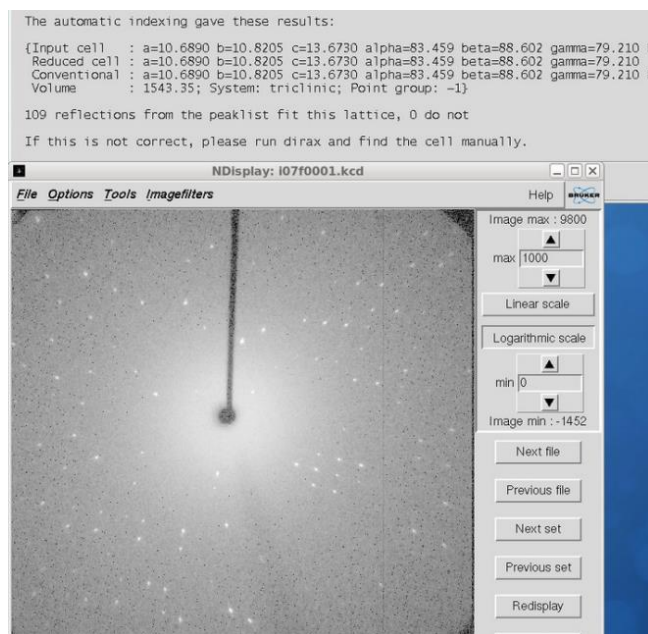 The automatic indexing gave these results:
{Input cell : a=10.6890 b=10.8205 c=13.6730 alpha=83.459 beta=88.602 gamma=79.210
Reduced cell : a=10.6890 b=10.8205 c=13.6730 alpha=83.459 beta=88.602 gamma=79.210
Conventional : a=10.6890 b=10.8205 c=13.6730 alpha=83.459 beta=88.602 gamma=79.210
Volume : 1543.35; System: triclinic; Point group: -1}
109 reflections from the peaklist fit this lattice, 0 do not
If this is not correct, please run dirax and find the cell manually.
NDisplay: i07f0001.kcd
File Options Tools Imagefilters Help BRUKER
Image max : 9800
max 1000
Linear scale
Logarithmic scale
min 0
Image min : -1452
Next file
Previous file
Next set
Previous set
Redisplay